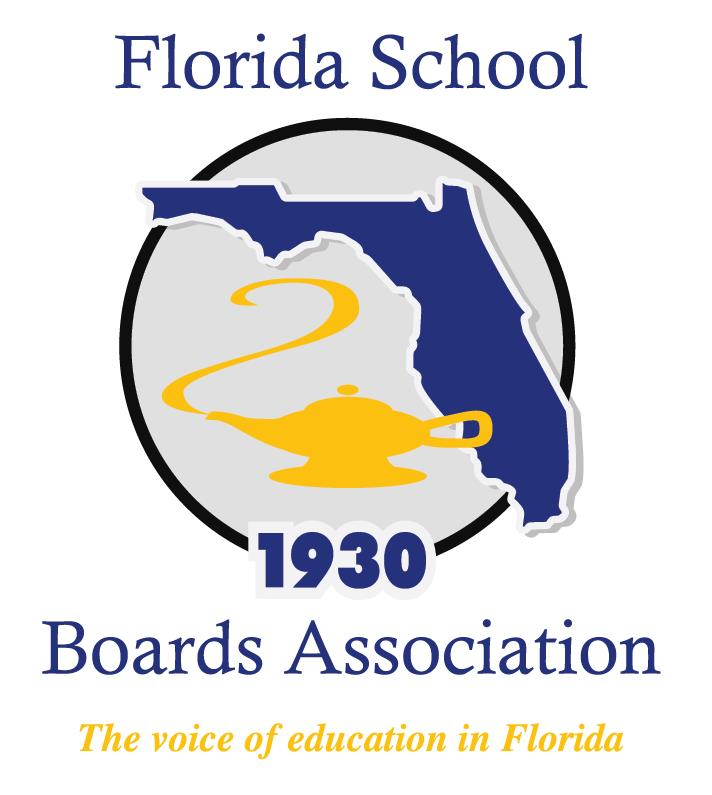 Florida School
1930
Boards Association
The voice of education in Florida